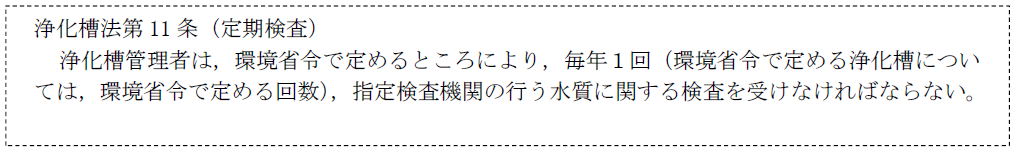 浄化槽法第 11 条（定期検査）
浄化槽管理者は，環境省令で定めるところにより，毎年１回（環境省令で定める浄化槽につい
ては，環境省令で定める回数），指定検査機関の行う水質に関する検査を受けなければならない。